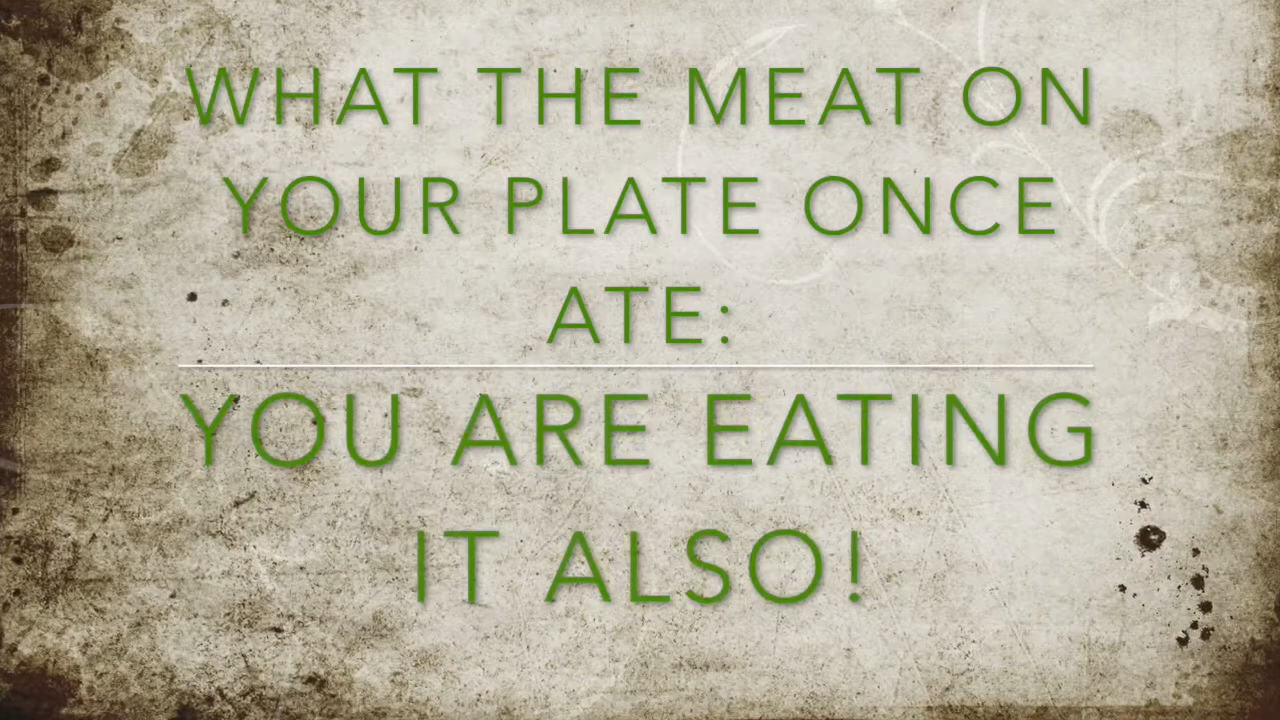 WHAT THE MEAT ON
YOUR PLATE ONCE
ATE:
YOU ARE EATING
IT ALSO!